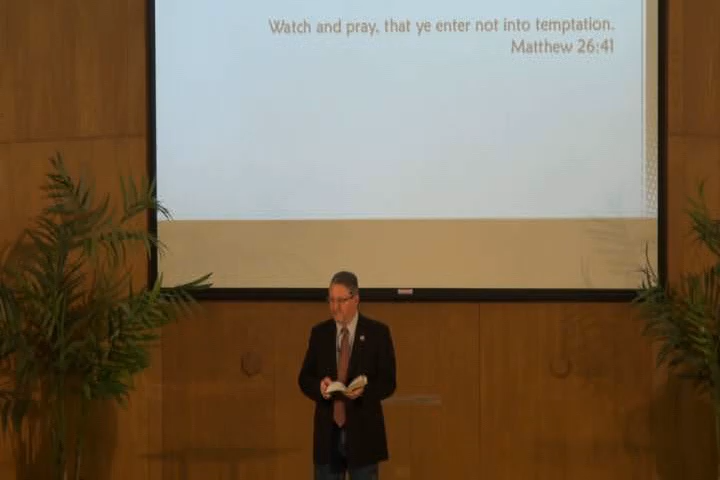 Watch and pray, that ye enter not into temptation.
Matthew 26:41